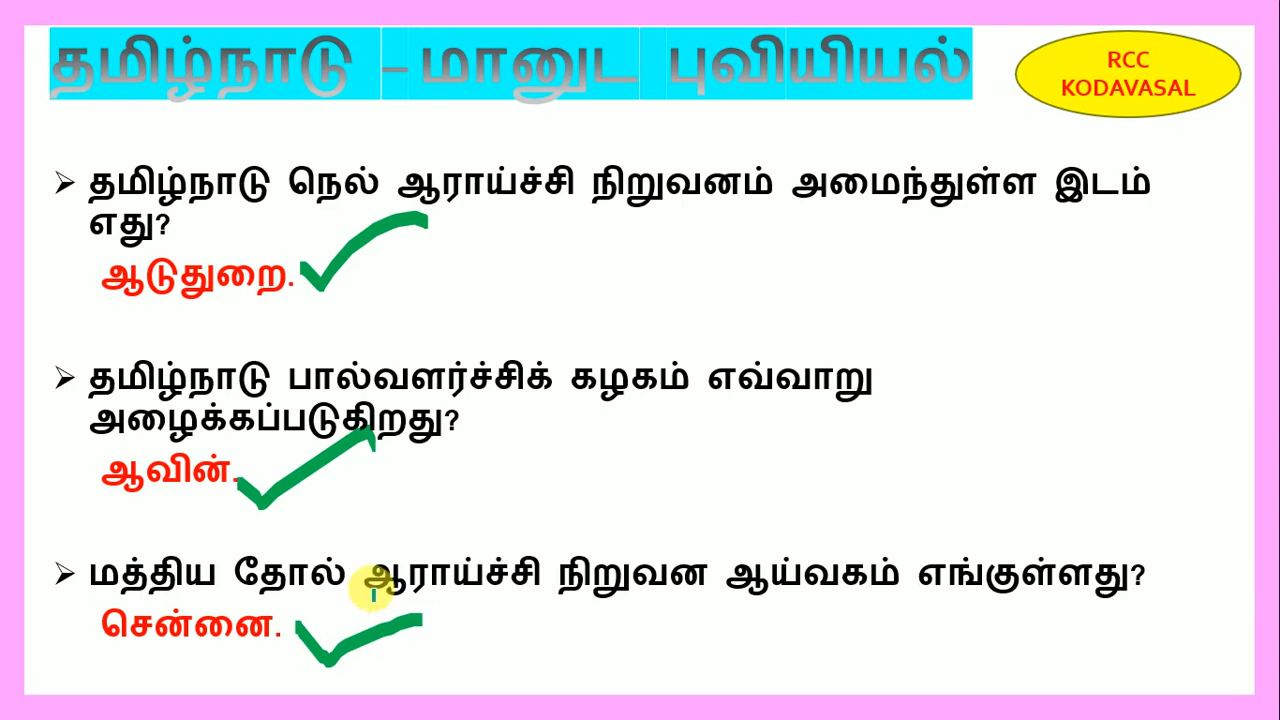 தமிழ்நாடு – மானுட புவியியல்
RCC
KODAVASAL
➢ தமிழ்நாடு நெல் ஆராய்ச்சி நிறுவனம் அமைந்துள்ள இடம்
எது?
ஆடுதுறை.
➢ தமிழ்நாடு பால்வளர்ச்சிக் கழகம் எவ்வாறு
அழைக்கப்படுகிறது?
ஆவின்.
➢ மத்திய தோல் ஆராய்ச்சி நிறுவன ஆய்வகம் எங்குள்ளது?
சென்னை.